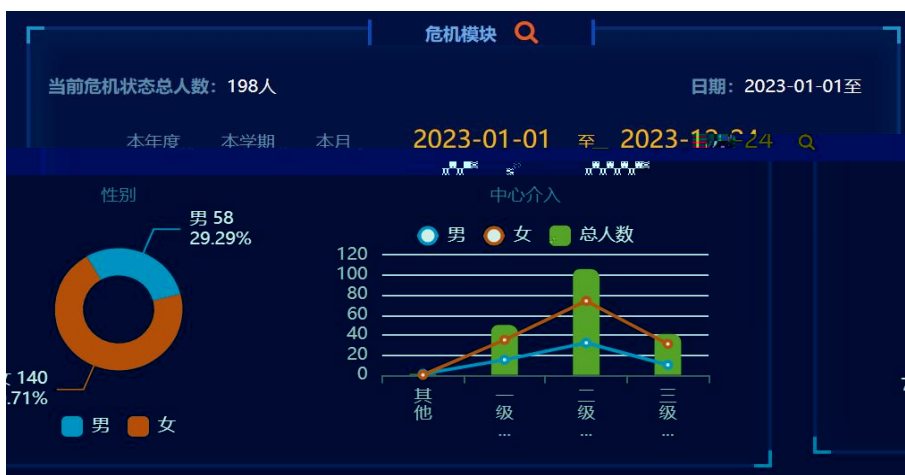 危机模块
当前危机状态总人数：198人
日期：2023-01-01至
本年度 本学期 本月 2023-01-01 至
性别
中心介入
男 58
29.29%
男 女 总人数
120
100
80
60
40
20
0
140
.71%
其他 一级... 二级... 三级...
男 女